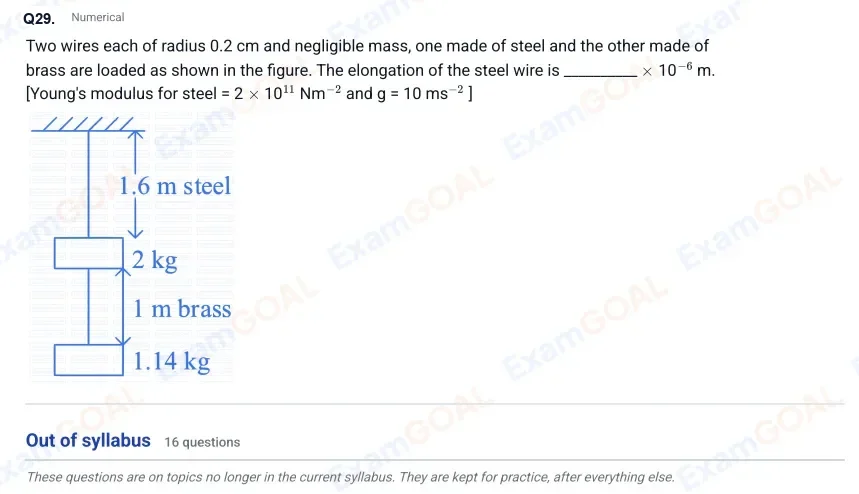 Q29. Numerical
Two wires each of radius 0.2 cm and negligible mass, one made of steel and the other made of
brass are loaded as shown in the figure. The elongation of the steel wire is ________ × 10⁻⁶ m.
[Young's modulus for steel = 2 × 10¹¹ Nm⁻² and g = 10 ms⁻² ]
1.6 m steel
2 kg
1 m brass
1.14 kg
Out of syllabus 16 questions
These questions are on topics no longer in the current syllabus. They are kept for practice, after everything else.
ExamGOAL